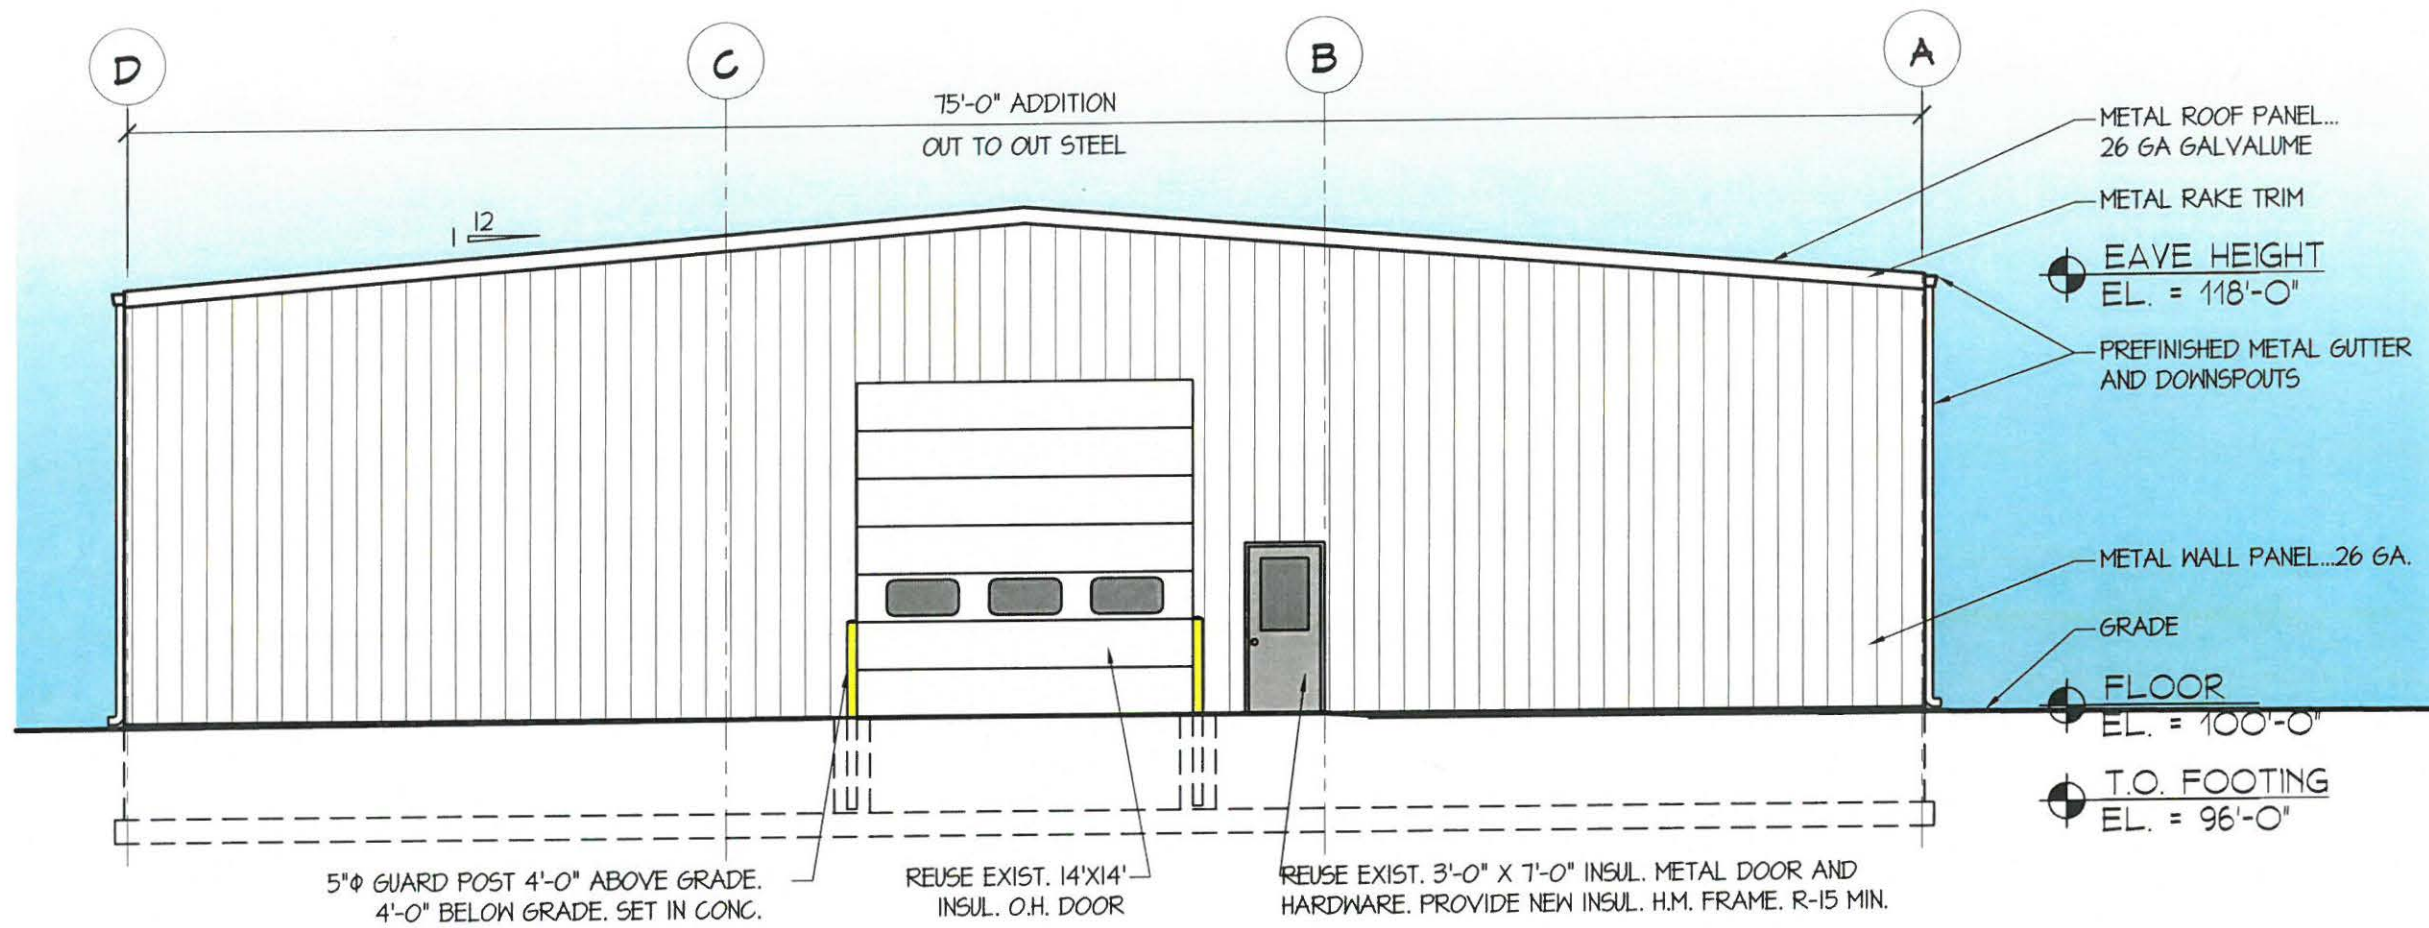 D
C
B
A
75'-0" ADDITION
OUT TO OUT STEEL
METAL ROOF PANEL...
26 GA GALVALUME
METAL RAKE TRIM
12
1
EAVE HEIGHT
EL. = 118'-0"
PREFINISHED METAL GUTTER
AND DOWNSPOUTS
METAL WALL PANEL...26 GA.
GRADE
FLOOR
EL. = 100'-0"
T.O. FOOTING
EL. = 96'-0"
5"Φ GUARD POST 4'-0" ABOVE GRADE.
4'-0" BELOW GRADE. SET IN CONC.
REUSE EXIST. 14'X14'
INSUL. O.H. DOOR
REUSE EXIST. 3'-0" X 7'-0" INSUL. METAL DOOR AND
HARDWARE. PROVIDE NEW INSUL. H.M. FRAME. R-15 MIN.